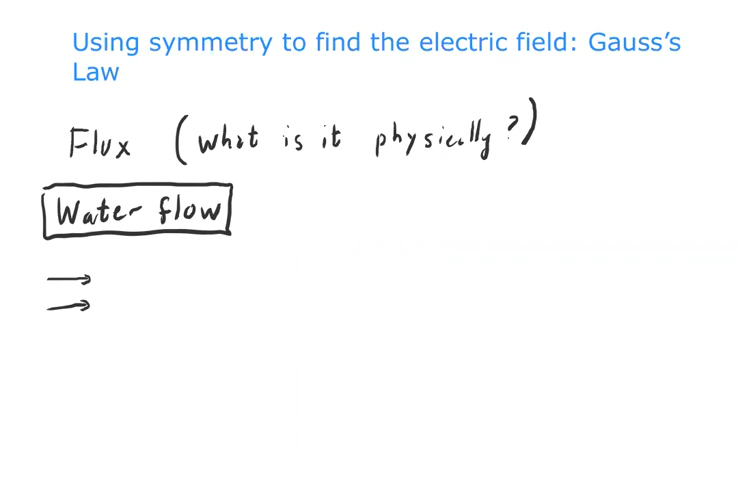 Using symmetry to find the electric field: Gauss's
Law
Flux (what is it physically?)
Water flow